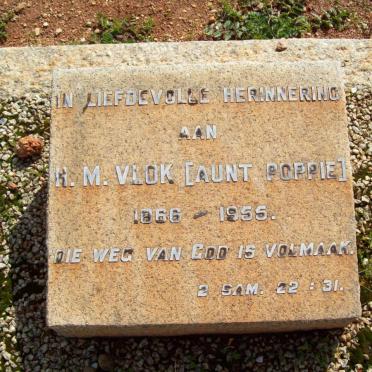 IN LIEFDEVOLLE HERINNERING
AAN
H. M. VLOK [AUNT POPPIE]
1866 - 1955.
DIE WEG VAN GOD IS VOLMAAK.
2 SAM. 22 : 31.